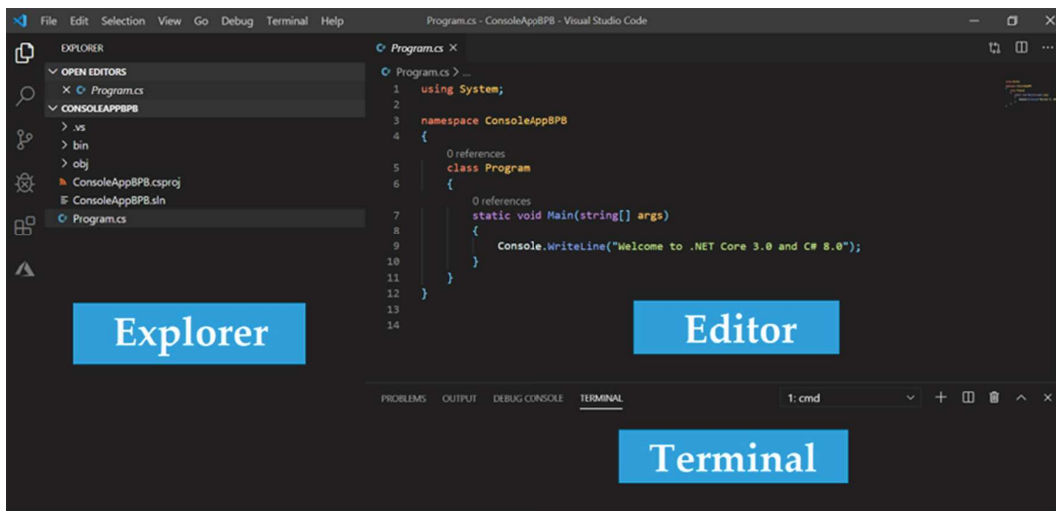 File Edit Selection View Go Debug Terminal Help Program.cs - ConsoleAppBPB - Visual Studio Code
EXPLORER
OPEN EDITORS
Program.cs
CONSOLEAPPBPB
.vs
bin
obj
ConsoleAppBPB.csproj
ConsoleAppBPB.sln
Program.cs
Explorer
Program.cs
Program.cs > ...
1 using System;
2
3 namespace ConsoleAppBPB
4 {
0 references
5 class Program
6 {
0 references
7 static void Main(string[] args)
8 {
9 Console.WriteLine("Welcome to .NET Core 3.0 and C# 8.0");
10 }
11 }
12 }
13
14
Editor
PROBLEMS OUTPUT DEBUG CONSOLE TERMINAL 1: cmd
Terminal